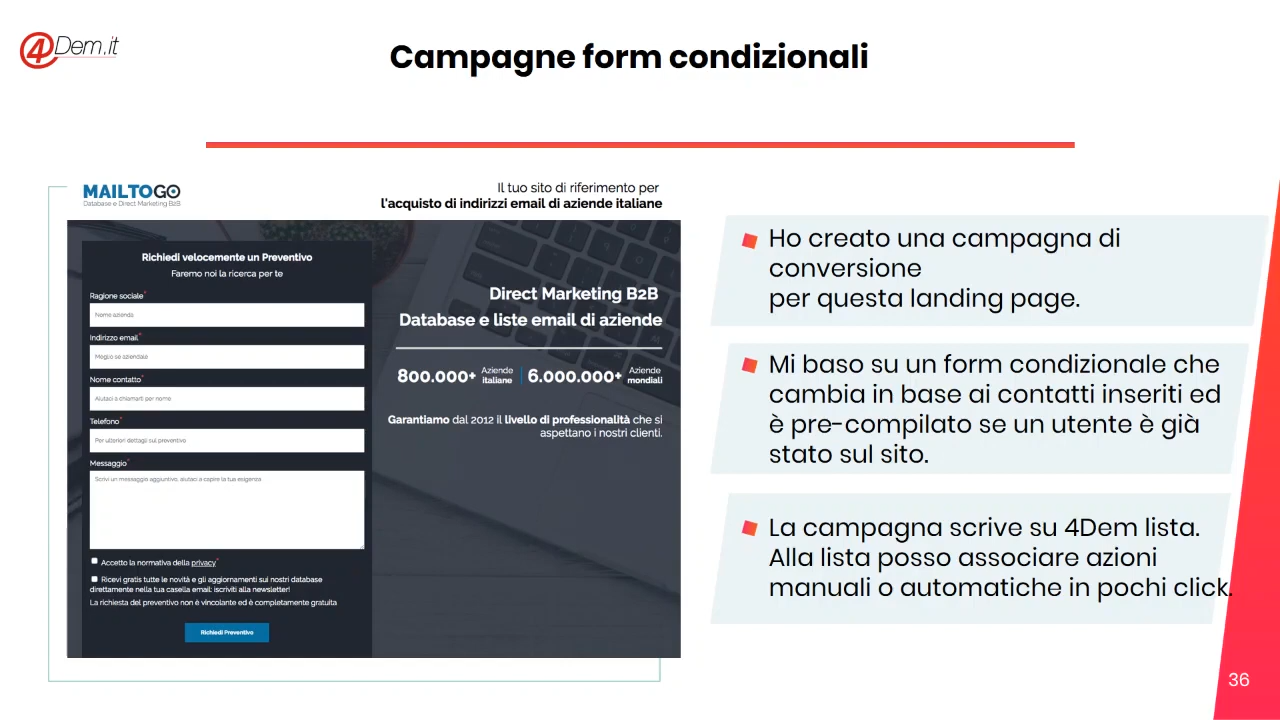 4Dem.it
Campagne form condizionali
MAILTOGO
Database e Direct Marketing B2B
Il tuo sito di riferimento per
l'acquisto di indirizzi email di aziende italiane
Richiedi velocemente un Preventivo
Faremo noi la ricerca per te
Ragione sociale*
Nome azienda
Indirizzo email*
Meglio se aziendale
Nome contatto*
Aiutaci a chiamarti per nome
Telefono*
Per ulteriori dettagli sul preventivo
Messaggio*
Scrivi un messaggio aggiuntivo, aiutaci a capire la tua esigenza
Accetto la normativa della privacy*
Ricevi gratis tutte le novità e gli aggiornamenti sui nostri database
direttamente nella tua casella email: iscriviti alla newsletter!
La richiesta del preventivo non è vincolante ed è completamente gratuita
Richiedi Preventivo
Direct Marketing B2B
Database e liste email di aziende
800.000+ Aziende italiane | 6.000.000+ Aziende mondiali
Garantiamo dal 2012 il livello di professionalità che si
aspettano i nostri clienti.
Ho creato una campagna di
conversione
per questa landing page.
Mi baso su un form condizionale che
cambia in base ai contatti inseriti ed
è pre-compilato se un utente è già
stato sul sito.
La campagna scrive su 4Dem lista.
Alla lista posso associare azioni
manuali o automatiche in pochi click.
36